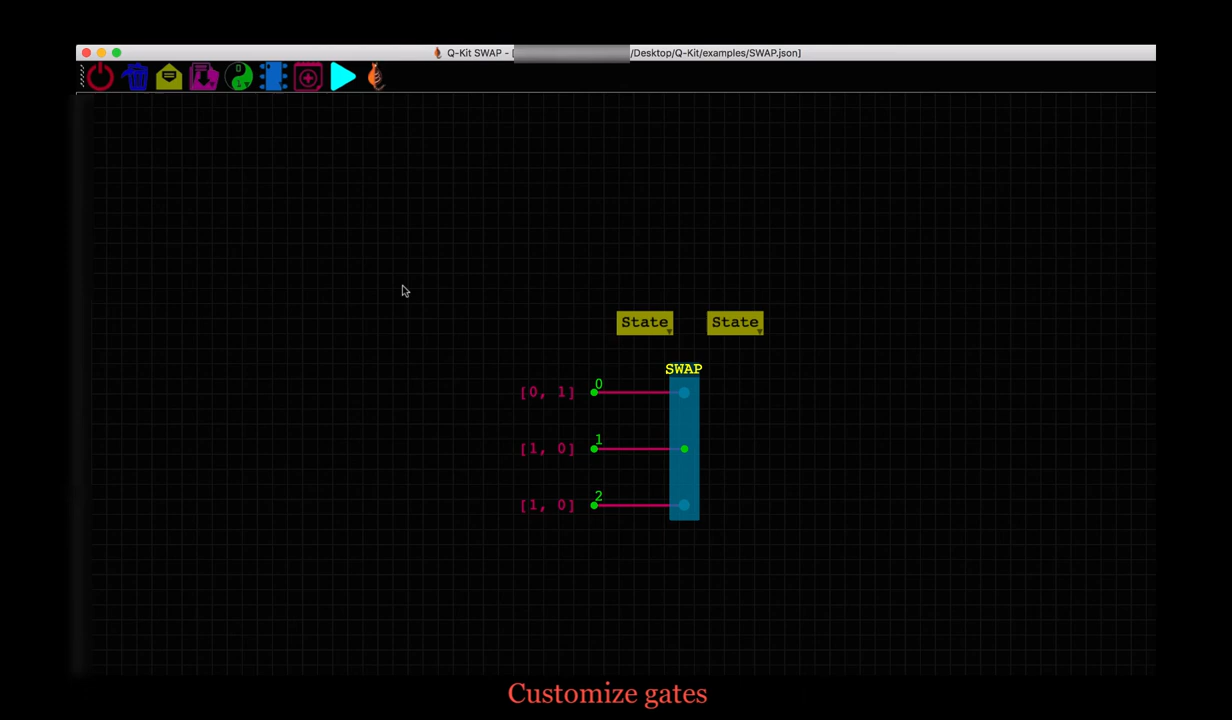 Q-Kit SWAP - [ /Desktop/Q-Kit/examples/SWAP.json]
State State
SWAP
[0, 1] 0
[1, 0] 1
[1, 0] 2
Customize gates